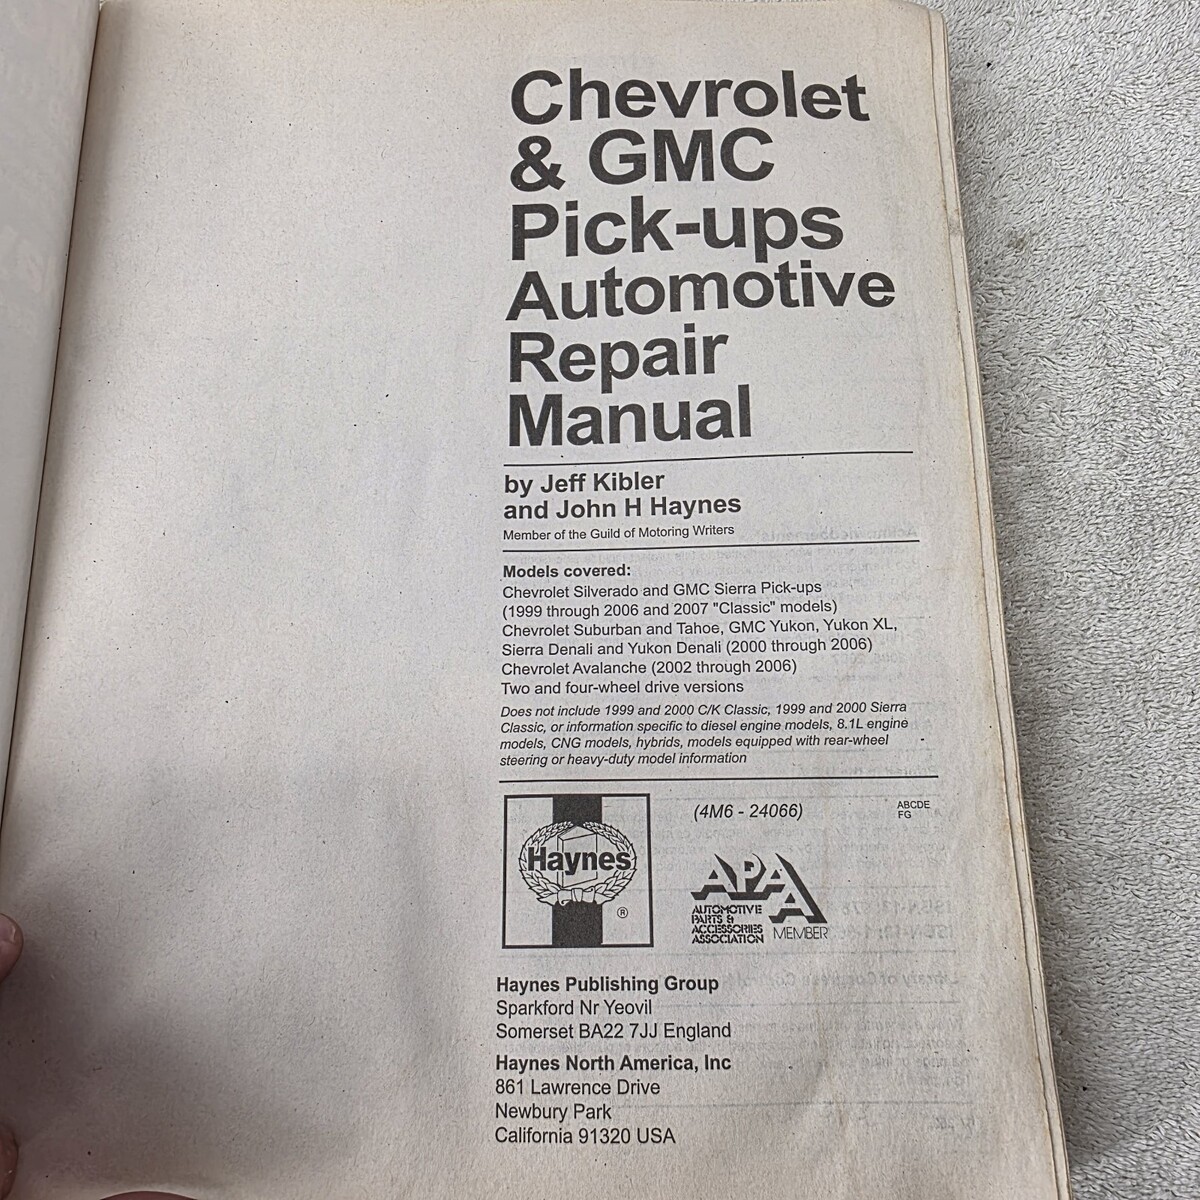 Chevrolet
& GMC
Pick-ups
Automotive
Repair
Manual
by Jeff Kibler
and John H Haynes
Member of the Guild of Motoring Writers
Models covered:
Chevrolet Silverado and GMC Sierra Pick-ups
(1999 through 2006 and 2007 "Classic" models)
Chevrolet Suburban and Tahoe, GMC Yukon, Yukon XL,
Sierra Denali and Yukon Denali (2000 through 2006)
Chevrolet Avalanche (2002 through 2006)
Two and four-wheel drive versions
Does not include 1999 and 2000 C/K Classic, 1999 and 2000 Sierra
Classic, or information specific to diesel engine models, 8.1L engine
models, CNG models, hybrids, models equipped with rear-wheel
steering or heavy-duty model information
(4M6 - 24066)
ABCDE
FG
Haynes
®
APAA
AUTOMOTIVE
PARTS &
ACCESSORIES
ASSOCIATION
MEMBER
Haynes Publishing Group
Sparkford Nr Yeovil
Somerset BA22 7JJ England
Haynes North America, Inc
861 Lawrence Drive
Newbury Park
California 91320 USA